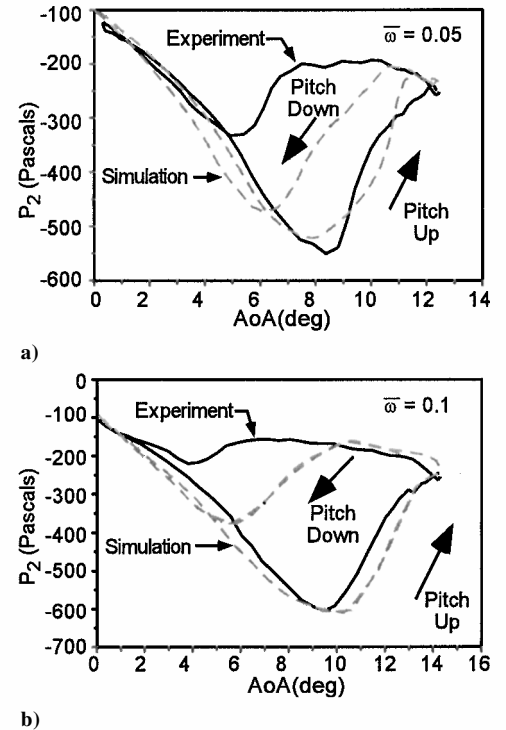 -100
-200
-300
-400
-500
-600
P2 (Pascals)
Experiment
ω̅ = 0.05
Pitch
Down
Simulation
Pitch
Up
0 2 4 6 8 10 12 14
AoA(deg)
a)
0
-100
-200
-300
-400
-500
-600
-700
P2 (Pascals)
Experiment
ω̅ = 0.1
Pitch
Down
Simulation
Pitch
Up
0 2 4 6 8 10 12 14 16
AoA(deg)
b)